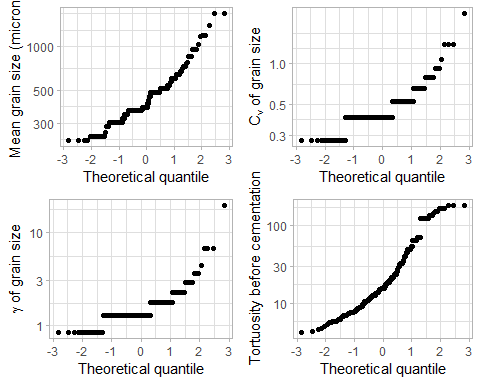 Mean grain size (micron
1000
500
300
-3 -2 -1 0 1 2 3
Theoretical quantile
Cv of grain size
1.0
0.5
0.3
-3 -2 -1 0 1 2 3
Theoretical quantile
γ of grain size
10
3
1
-3 -2 -1 0 1 2 3
Theoretical quantile
Tortuosity before cementation
100
30
10
-3 -2 -1 0 1 2 3
Theoretical quantile